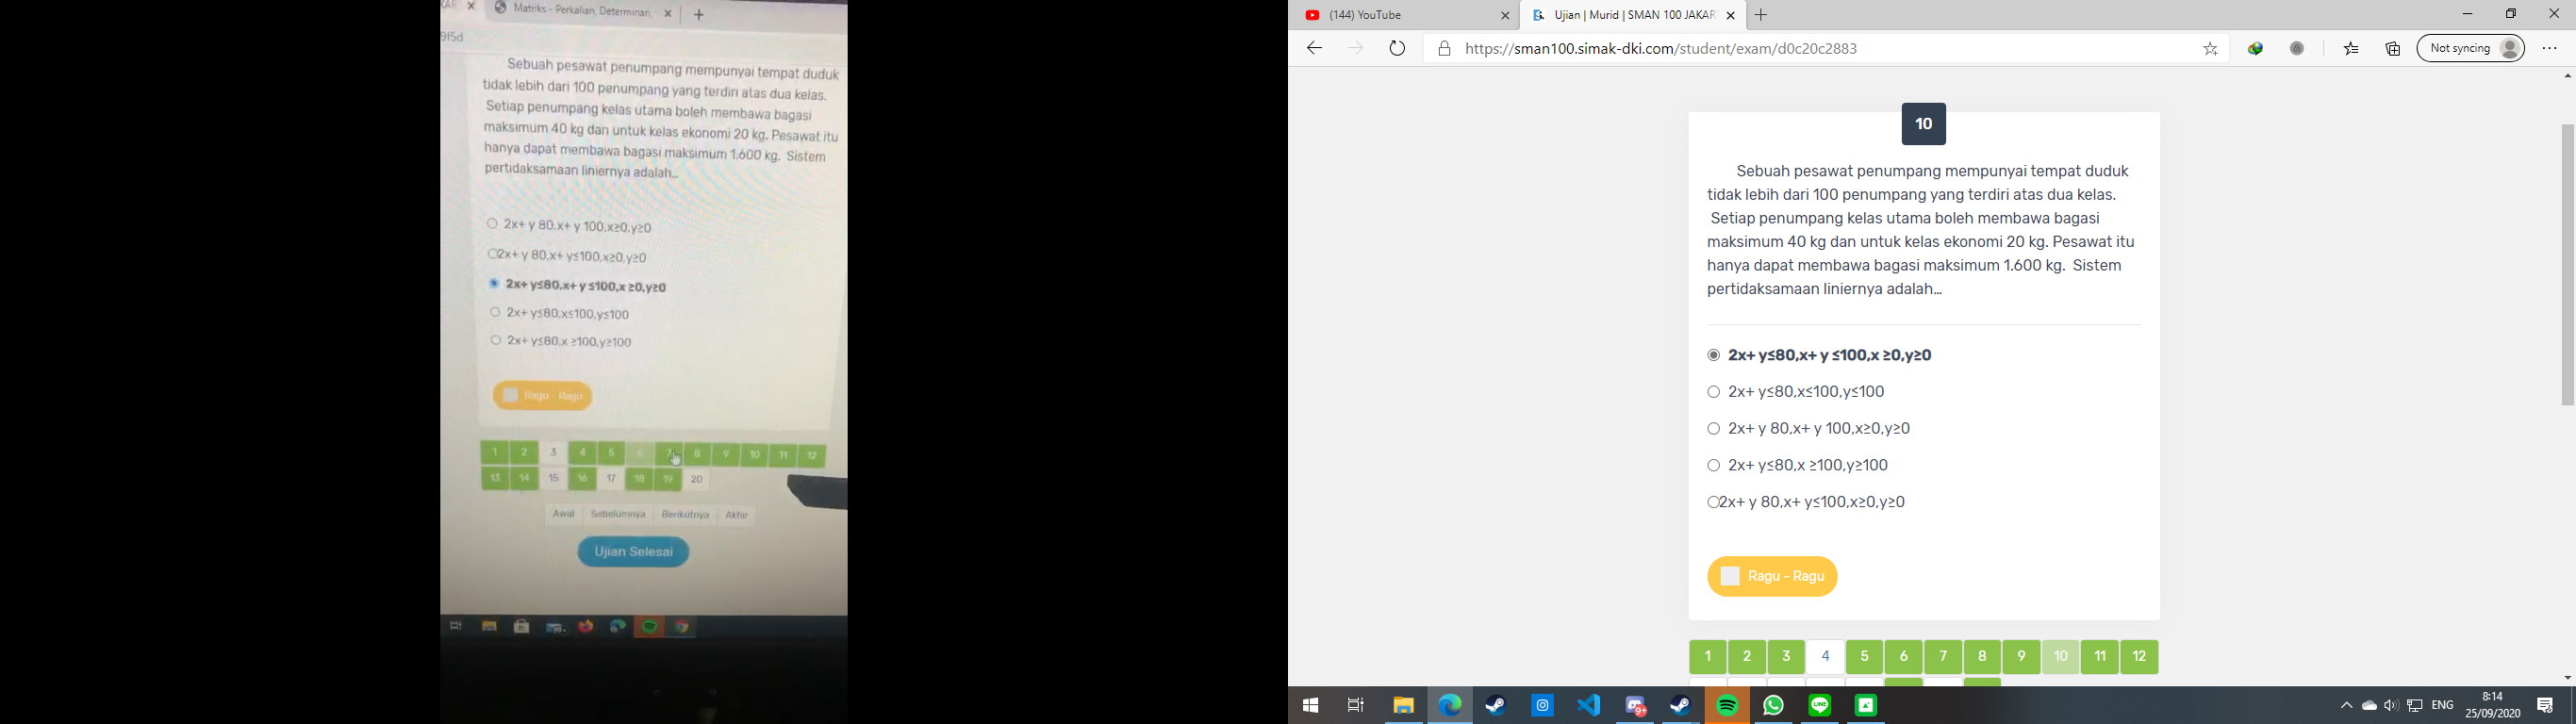 Matriks - Perkalian, Determinan,
9f5d
Sebuah pesawat penumpang mempunyai tempat duduk
tidak lebih dari 100 penumpang yang terdiri atas dua kelas.
Setiap penumpang kelas utama boleh membawa bagasi
maksimum 40 kg dan untuk kelas ekonomi 20 kg. Pesawat itu
hanya dapat membawa bagasi maksimum 1.600 kg. Sistem
pertidaksamaan liniernya adalah...
2x+ y 80,x+ y 100,x≥0,y≥0
2x+ y 80,x+ y≤100,x≥0,y≥0
2x+ y≤80,x+ y ≤100,x ≥0,y≥0
2x+ y≤80,x≤100,y≤100
2x+ y≤80,x ≥100,y≥100
Ragu - Ragu
1 2 3 4 5 6 7 8 9 10 11 12
13 14 15 16 17 18 19 20
Awal Sebelumnya Berikutnya Akhir
Ujian Selesai
(144) YouTube
Ujian | Murid | SMAN 100 JAKAR
https://sman100.simak-dki.com/student/exam/d0c20c2883
Not syncing
10
Sebuah pesawat penumpang mempunyai tempat duduk
tidak lebih dari 100 penumpang yang terdiri atas dua kelas.
Setiap penumpang kelas utama boleh membawa bagasi
maksimum 40 kg dan untuk kelas ekonomi 20 kg. Pesawat itu
hanya dapat membawa bagasi maksimum 1.600 kg. Sistem
pertidaksamaan liniernya adalah...
2x+ y≤80,x+ y ≤100,x ≥0,y≥0
2x+ y≤80,x≤100,y≤100
2x+ y 80,x+ y 100,x≥0,y≥0
2x+ y≤80,x ≥100,y≥100
2x+ y 80,x+ y≤100,x≥0,y≥0
Ragu - Ragu
1 2 3 4 5 6 7 8 9 10 11 12
9+
ENG
8:14
25/09/2020